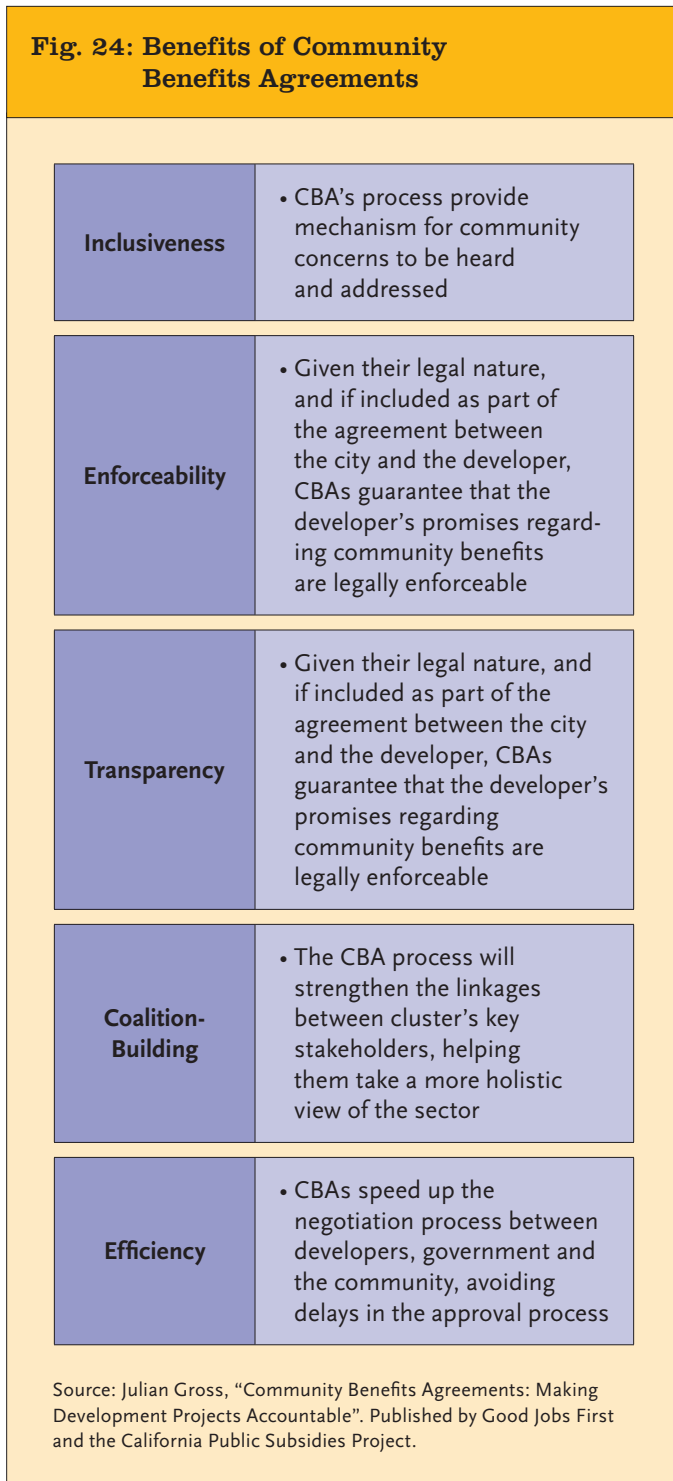 Fig. 24: Benefits of Community
Benefits Agreements
Inclusiveness
• CBA’s process provide
mechanism for community
concerns to be heard
and addressed
Enforceability
• Given their legal nature,
and if included as part of
the agreement between
the city and the developer,
CBAs guarantee that the
developer’s promises regard-
ing community benefits
are legally enforceable
Transparency
• Given their legal nature, and
if included as part of the
agreement between the city
and the developer, CBAs
guarantee that the developer’s
promises regarding
community benefits are
legally enforceable
Coalition-
Building
• The CBA process will
strengthen the linkages
between cluster’s key
stakeholders, helping
them take a more holistic
view of the sector
Efficiency
• CBAs speed up the
negotiation process between
developers, government and
the community, avoiding
delays in the approval process
Source: Julian Gross, “Community Benefits Agreements: Making
Development Projects Accountable”. Published by Good Jobs First
and the California Public Subsidies Project.